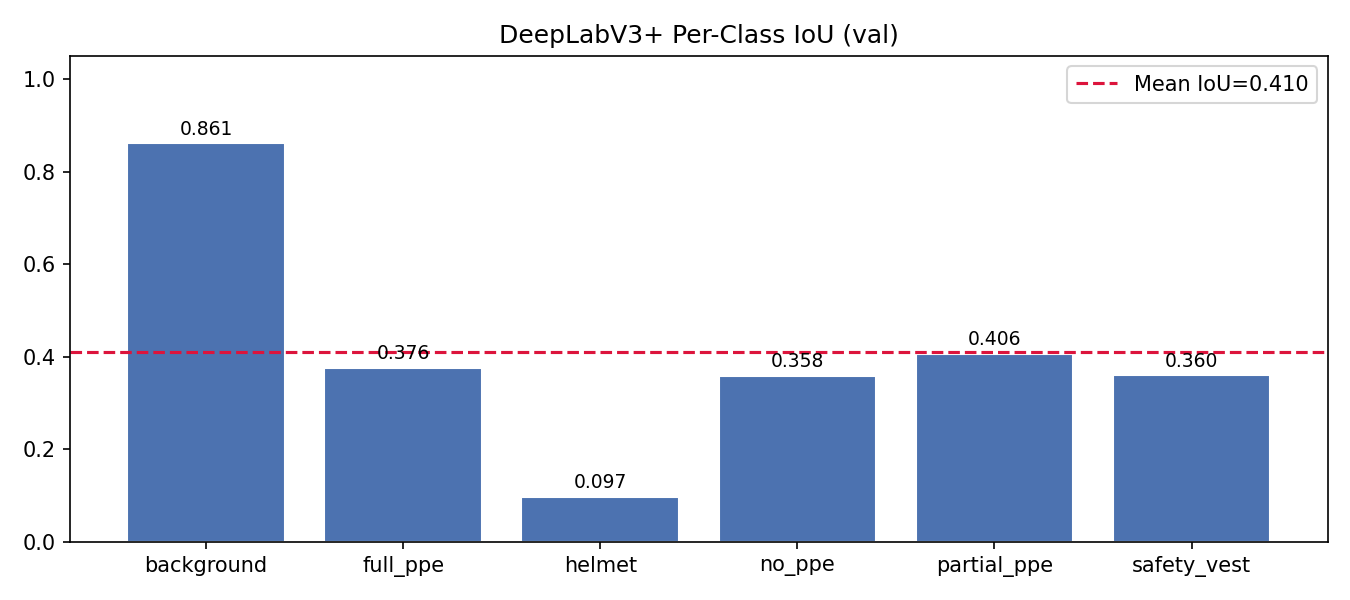 DeepLabV3+ Per-Class IoU (val)
1.0
Mean IoU=0.410
0.861
0.8
0.6
0.406
0.4
0.376
0.358
0.360
0.2
0.097
0.0
background
full_ppe
helmet
no_ppe
partial_ppe
safety_vest